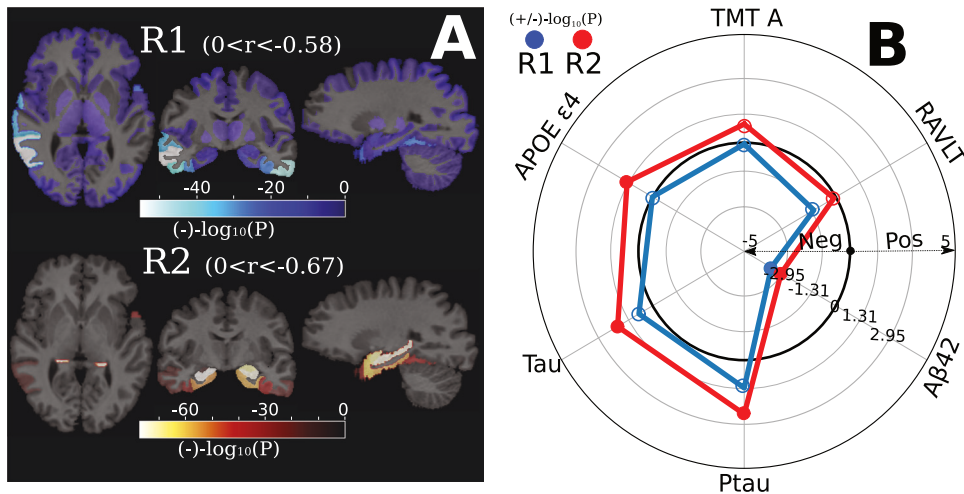 A
R1 (0<r<-0.58)
-40 -20 0
(-)-log₁₀(P)
R2 (0<r<-0.67)
-60 -30 0
(-)-log₁₀(P)
B
(+/-)-log₁₀(P)
R1 R2
TMT A
RAVLT
APOE ε4
-5 Neg Pos 5
-2.95
-1.31
0
1.31
2.95
Tau
Aβ42
Ptau